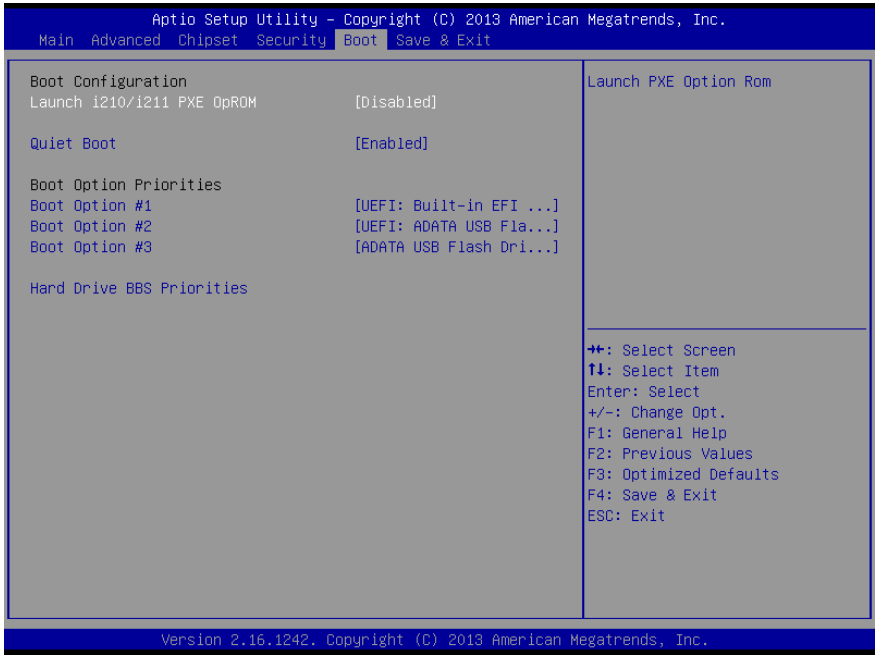 Aptio Setup Utility – Copyright (C) 2013 American Megatrends, Inc.
Main Advanced Chipset Security Boot Save & Exit
Boot Configuration
Launch i210/i211 PXE OpROM [Disabled]
Quiet Boot [Enabled]
Boot Option Priorities
Boot Option #1 [UEFI: Built-in EFI ...]
Boot Option #2 [UEFI: ADATA USB Fla...]
Boot Option #3 [ADATA USB Flash Dri...]
Hard Drive BBS Priorities
Launch PXE Option Rom
→←: Select Screen
↑↓: Select Item
Enter: Select
+/-: Change Opt.
F1: General Help
F2: Previous Values
F3: Optimized Defaults
F4: Save & Exit
ESC: Exit
Version 2.16.1242. Copyright (C) 2013 American Megatrends, Inc.